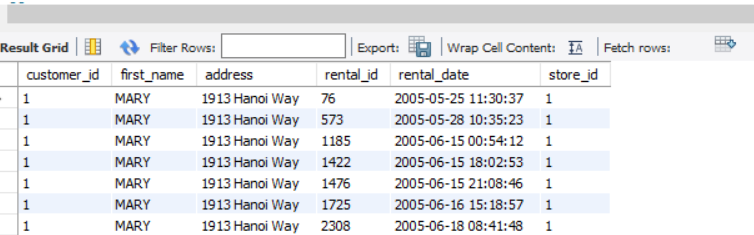 Result Grid Filter Rows: Export: Wrap Cell Content: IA Fetch rows:
customer_id first_name address rental_id rental_date store_id
1 MARY 1913 Hanoi Way 76 2005-05-25 11:30:37 1
1 MARY 1913 Hanoi Way 573 2005-05-28 10:35:23 1
1 MARY 1913 Hanoi Way 1185 2005-06-15 00:54:12 1
1 MARY 1913 Hanoi Way 1422 2005-06-15 18:02:53 1
1 MARY 1913 Hanoi Way 1476 2005-06-15 21:08:46 1
1 MARY 1913 Hanoi Way 1725 2005-06-16 15:18:57 1
1 MARY 1913 Hanoi Way 2308 2005-06-18 08:41:48 1